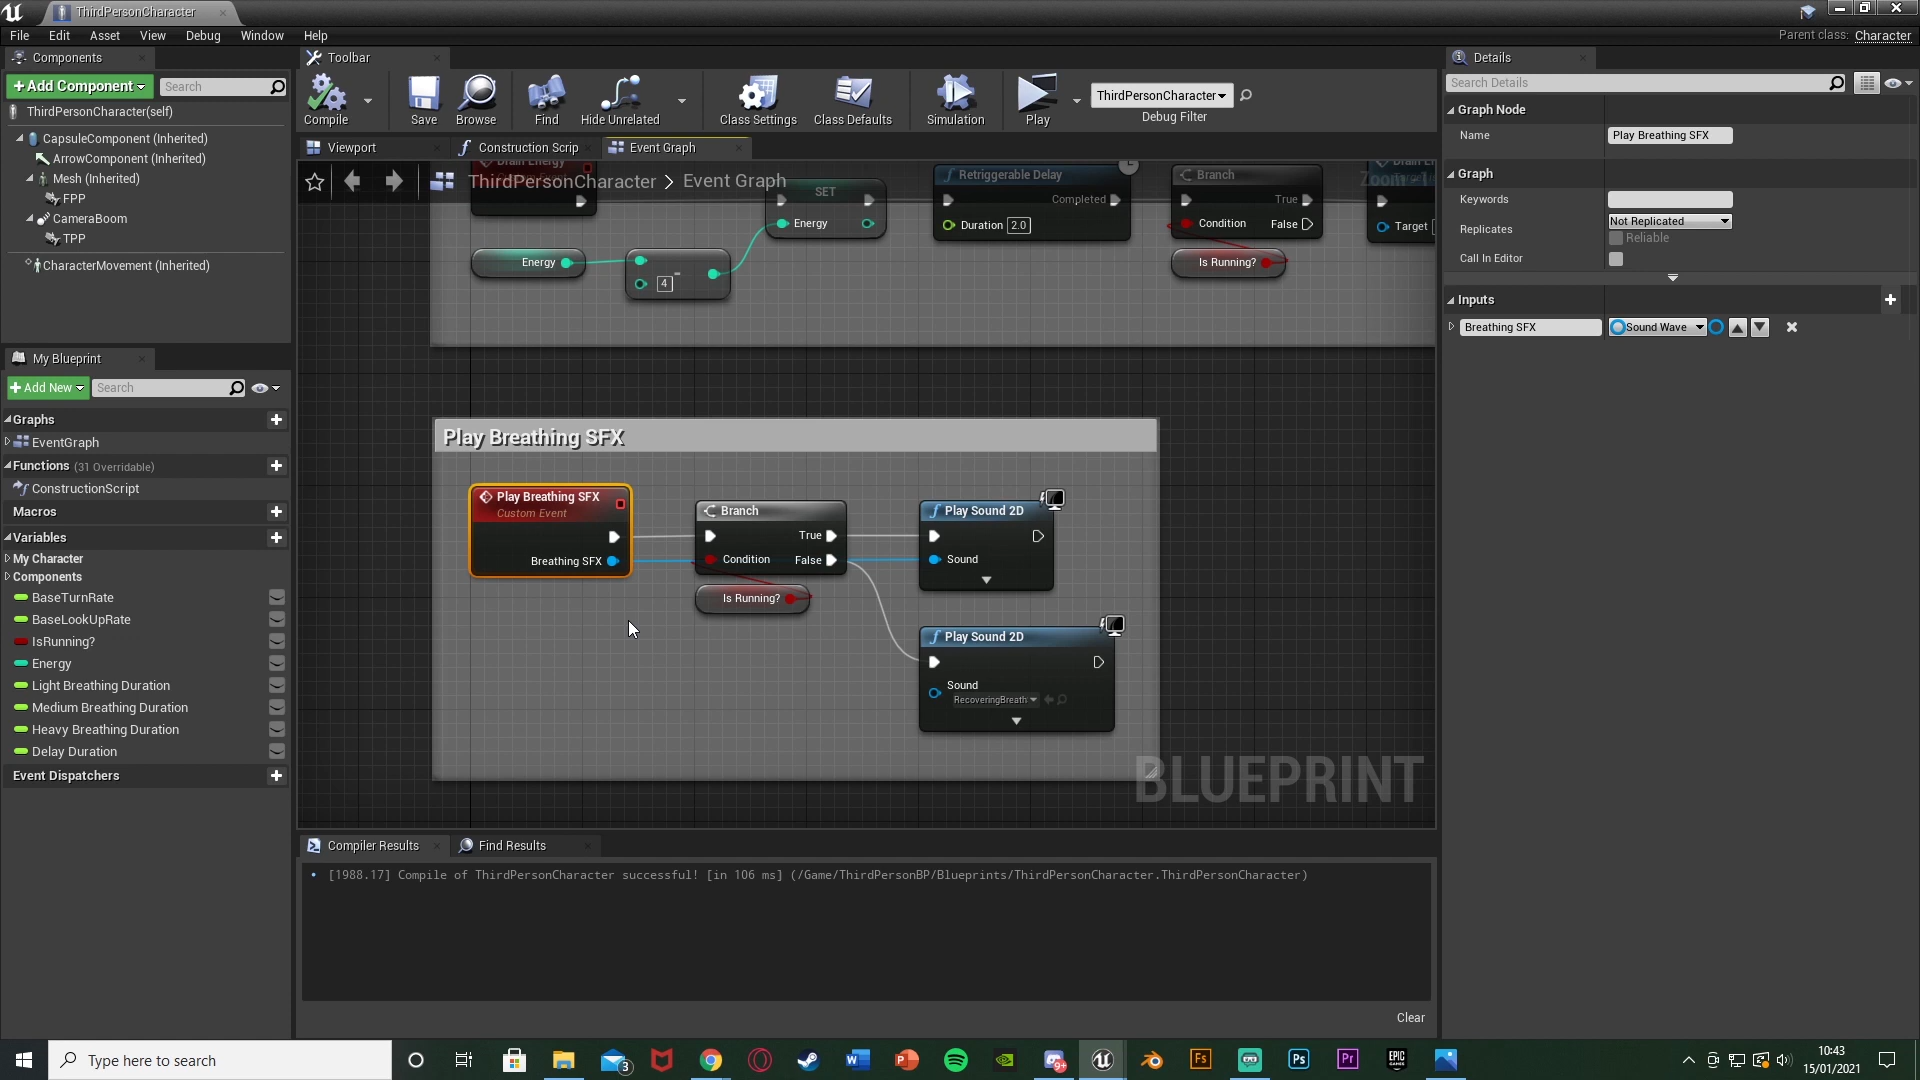 ThirdPersonCharacter
File Edit Asset View Debug Window Help
Parent class: Character
Components
Toolbar
Details
Add Component
Search
ThirdPersonCharacter(self)
CapsuleComponent (Inherited)
ArrowComponent (Inherited)
Mesh (Inherited)
FPP
CameraBoom
TPP
CharacterMovement (Inherited)
Compile
Save
Browse
Find
Hide Unrelated
Class Settings
Class Defaults
Simulation
Play
ThirdPersonCharacter
Debug Filter
Viewport
Construction Scrip
Event Graph
ThirdPersonCharacter > Event Graph
Drain Energy
SET
Energy
Energy
4
Retriggerable Delay
Completed
Duration 2.0
Branch
True
Condition False
Is Running?
Target
Play Breathing SFX
Play Breathing SFX
Custom Event
Breathing SFX
Branch
True
Condition False
Is Running?
Play Sound 2D
Sound
Play Sound 2D
Sound
RecoveringBreath
BLUEPRINT
My Blueprint
Add New
Search
Graphs
EventGraph
Functions (31 Overridable)
ConstructionScript
Macros
Variables
My Character
Components
BaseTurnRate
BaseLookUpRate
IsRunning?
Energy
Light Breathing Duration
Medium Breathing Duration
Heavy Breathing Duration
Delay Duration
Event Dispatchers
Compiler Results
Find Results
[1988.17] Compile of ThirdPersonCharacter successful! [in 106 ms] (/Game/ThirdPersonBP/Blueprints/ThirdPersonCharacter.ThirdPersonCharacter)
Clear
Search Details
Graph Node
Name Play Breathing SFX
Graph
Keywords
Replicates Not Replicated
Reliable
Call In Editor
Inputs
Breathing SFX Sound Wave
Type here to search
3
9+
Fs
Ps
Pr
EPIC GAMES
10:43
15/01/2021